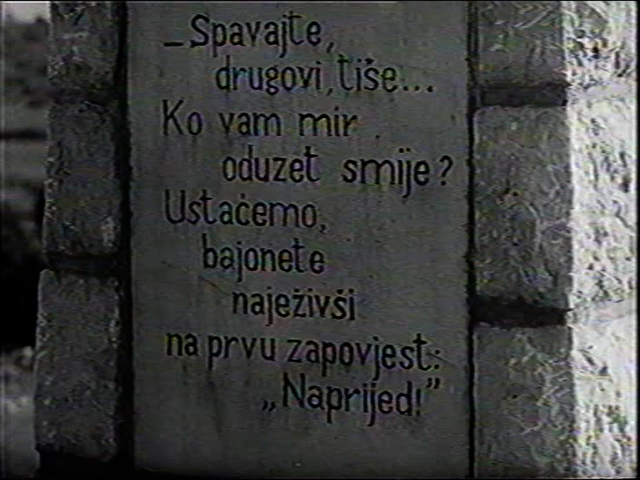 – Spavajte,
drugovi, tiše...
Ko vam mir
oduzet smije?
Ustaćemo,
bajonete
naježivši
na prvu zapovjest:
„Naprijed!”